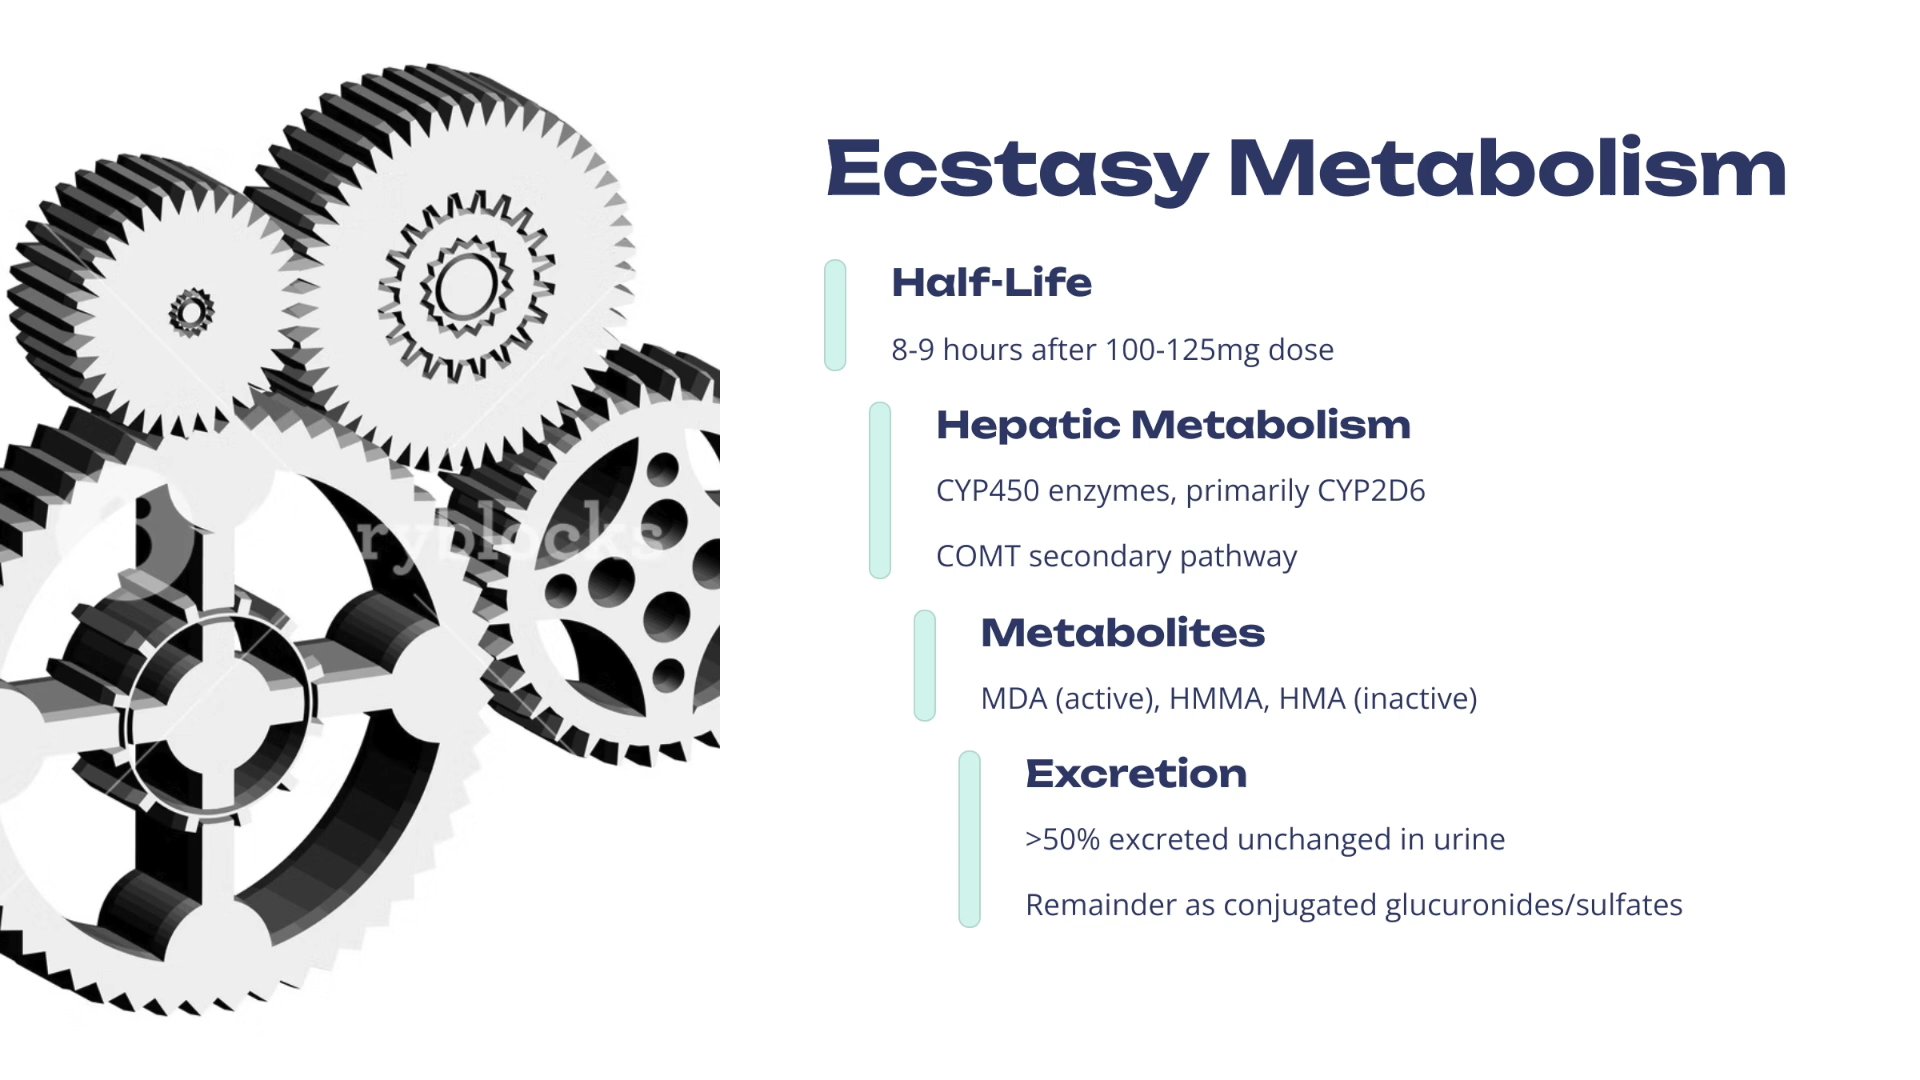 Ecstasy Metabolism
Half-Life
8-9 hours after 100-125mg dose
Hepatic Metabolism
CYP450 enzymes, primarily CYP2D6
COMT secondary pathway
Metabolites
MDA (active), HMMA, HMA (inactive)
Excretion
>50% excreted unchanged in urine
Remainder as conjugated glucuronides/sulfates
ryblocks